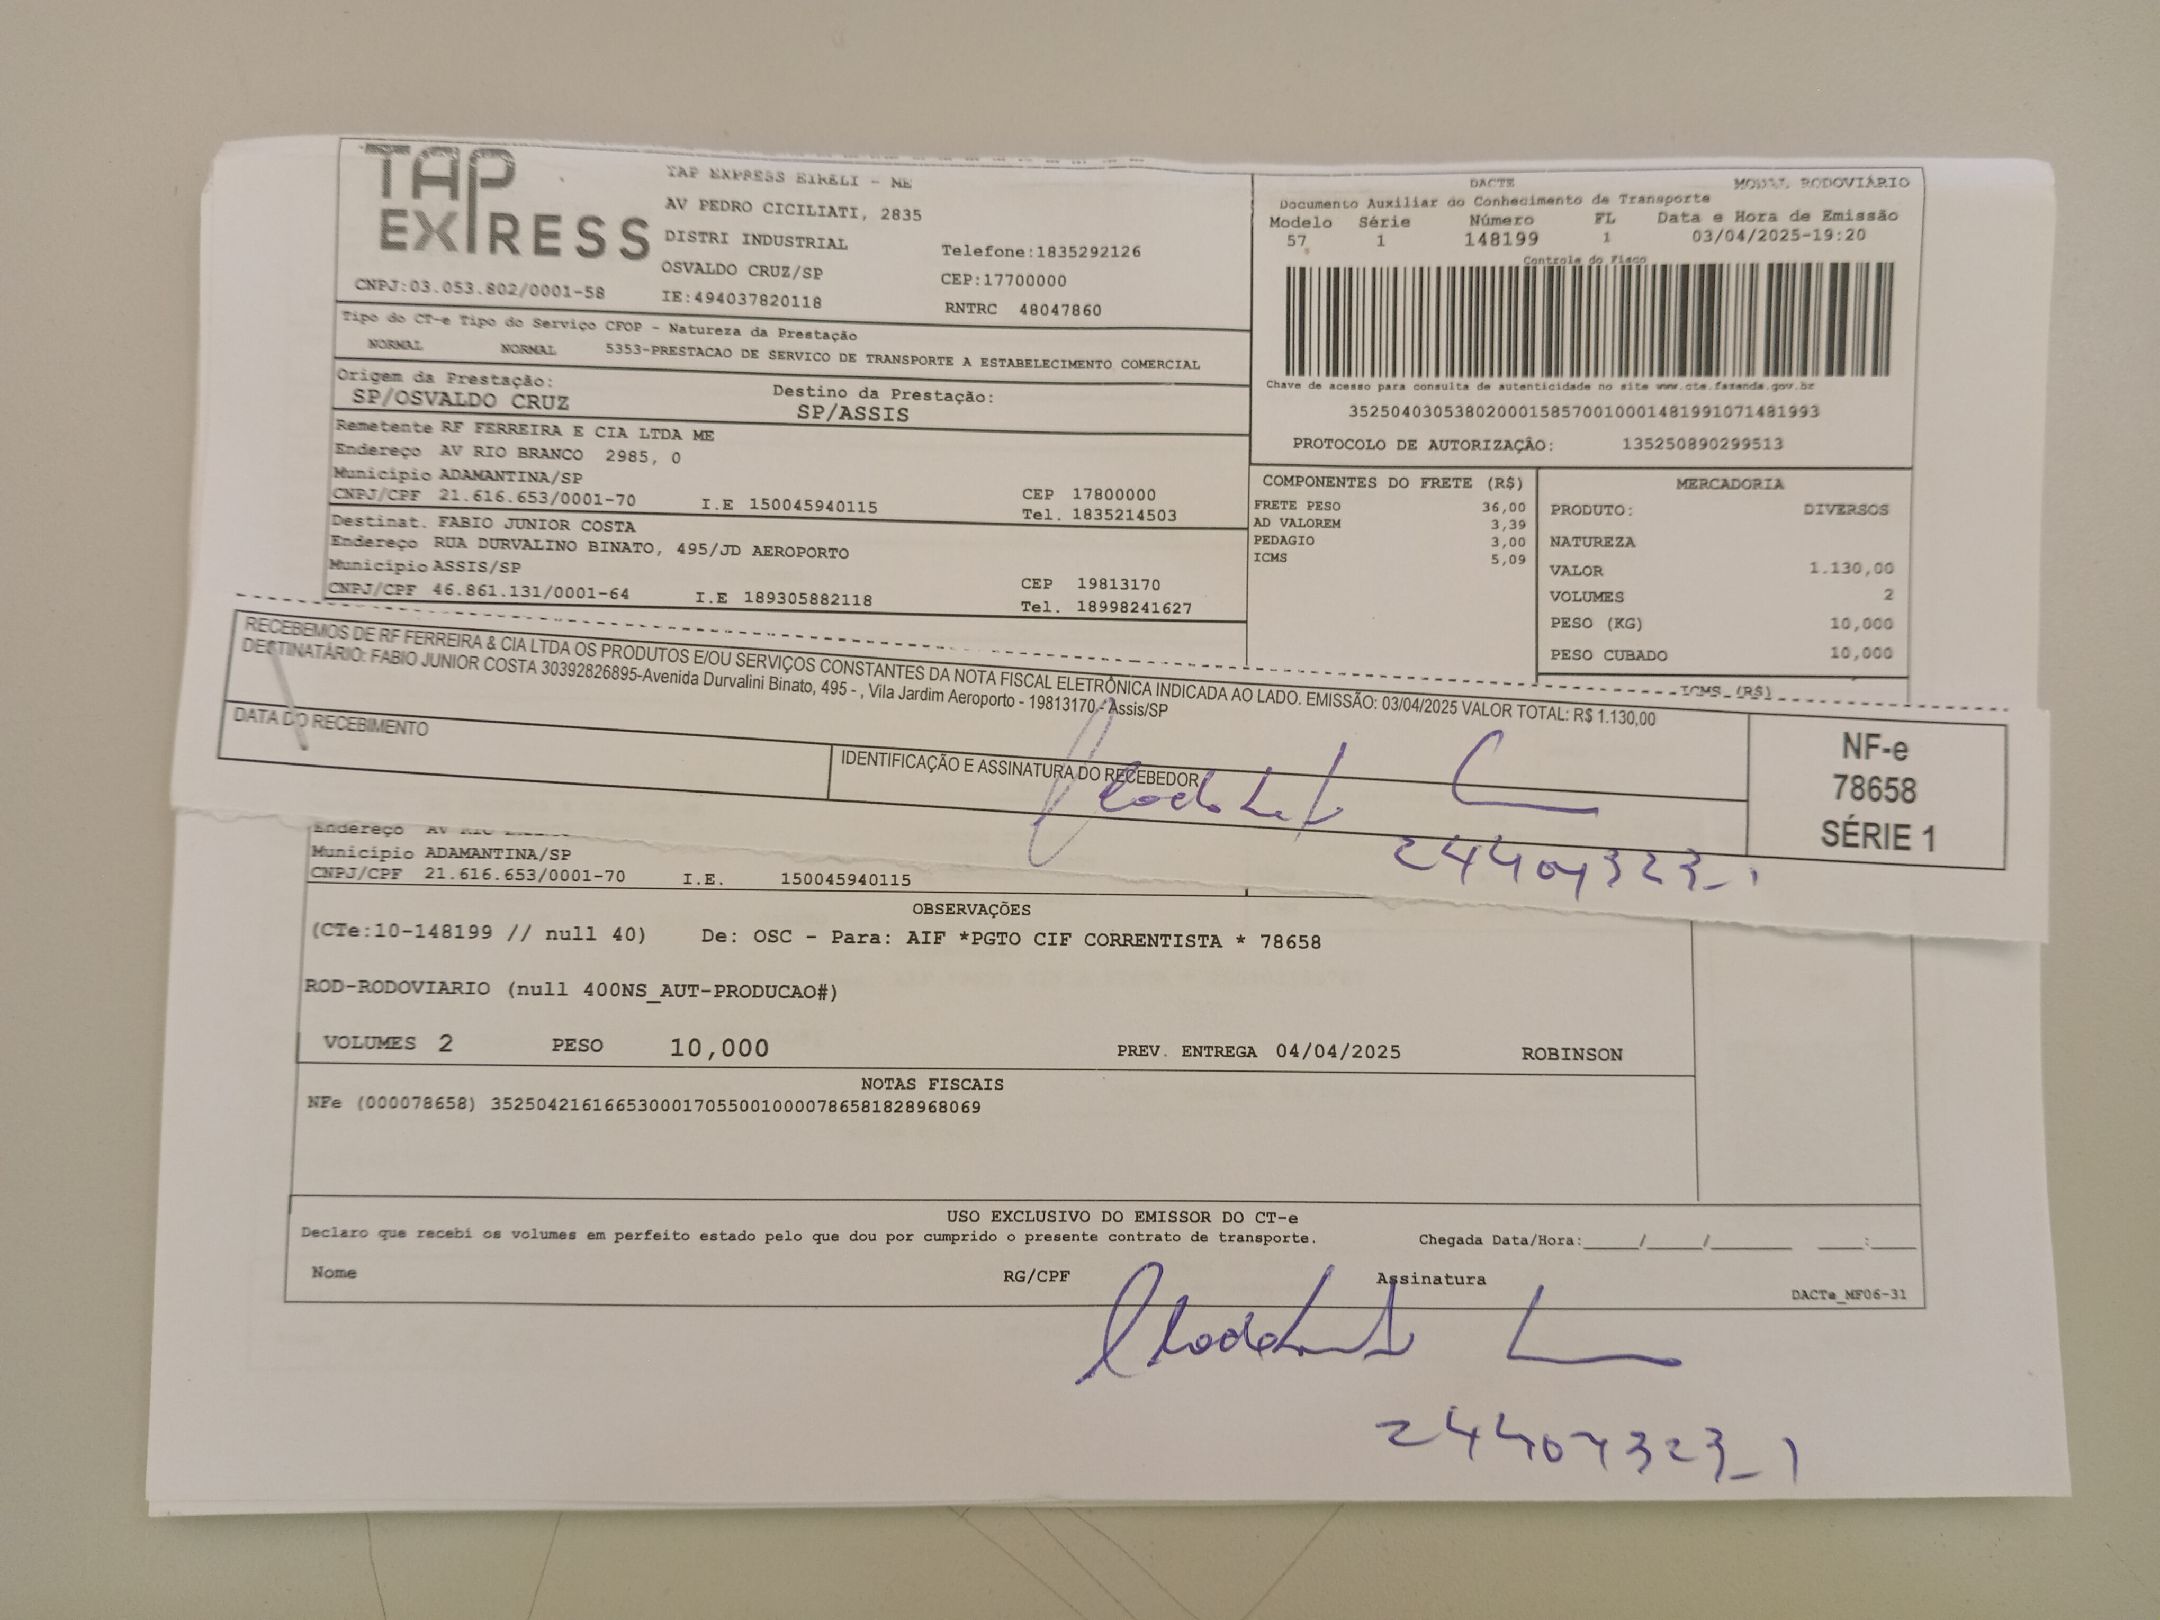 TAP EXPRESS
TAP EXPRESS EIRELI - ME
AV PEDRO CICILIATI, 2835
DISTRI INDUSTRIAL
Telefone:1835292126
OSVALDO CRUZ/SP
CEP:17700000
CNPJ:03.053.802/0001-58
IE:494037820118
RNTRC 48047860
DACTE
MODAL RODOVIÁRIO
Documento Auxiliar do Conhecimento de Transporte
Modelo Série Número FL Data e Hora de Emissão
57 1 148199 1 03/04/2025-19:20
Controle do Fisco
Chave de acesso para consulta de autenticidade no site www.cte.fazenda.gov.br
35250403053802000158570010001481991071481993
PROTOCOLO DE AUTORIZAÇÃO: 135250890299513
Tipo do CT-e Tipo do Serviço CFOP - Natureza da Prestação
NORMAL NORMAL 5353-PRESTACAO DE SERVICO DE TRANSPORTE A ESTABELECIMENTO COMERCIAL
Origem da Prestação: Destino da Prestação:
SP/OSVALDO CRUZ SP/ASSIS
Remetente RF FERREIRA E CIA LTDA ME
Endereço AV RIO BRANCO 2985, 0
Município ADAMANTINA/SP CEP 17800000
CNPJ/CPF 21.616.653/0001-70 I.E 150045940115 Tel. 1835214503
Destinat. FABIO JUNIOR COSTA
Endereço RUA DURVALINO BINATO, 495/JD AEROPORTO
Município ASSIS/SP CEP 19813170
CNPJ/CPF 46.861.131/0001-64 I.E 189305882118 Tel. 18998241627
COMPONENTES DO FRETE (R$)
FRETE PESO 36,00
AD VALOREM 3,39
PEDAGIO 3,00
ICMS 5,09
MERCADORIA
PRODUTO: DIVERSOS
NATUREZA
VALOR 1.130,00
VOLUMES 2
PESO (KG) 10,000
PESO CUBADO 10,000
ICMS (R$)
RECEBEMOS DE RF FERREIRA & CIA LTDA OS PRODUTOS E/OU SERVIÇOS CONSTANTES DA NOTA FISCAL ELETRÔNICA INDICADA AO LADO. EMISSÃO: 03/04/2025 VALOR TOTAL: R$ 1.130,00
DESTINATÁRIO: FABIO JUNIOR COSTA 30392826895-Avenida Durvalini Binato, 495 - , Vila Jardim Aeroporto - 19813170 - Assis/SP
DATA DO RECEBIMENTO
IDENTIFICAÇÃO E ASSINATURA DO RECEBEDOR
NF-e
78658
SÉRIE 1
24407323_1
Endereço AV
Município ADAMANTINA/SP
CNPJ/CPF 21.616.653/0001-70 I.E. 150045940115
OBSERVAÇÕES
(CTe:10-148199 // null 40) De: OSC - Para: AIF *PGTO CIF CORRENTISTA * 78658
ROD-RODOVIARIO (null 400NS_AUT-PRODUCAO#)
VOLUMES 2 PESO 10,000 PREV. ENTREGA 04/04/2025 ROBINSON
NOTAS FISCAIS
NFe (000078658) 35250421616653000170550010000786581828968069
USO EXCLUSIVO DO EMISSOR DO CT-e
Declaro que recebi os volumes em perfeito estado pelo que dou por cumprido o presente contrato de transporte. Chegada Data/Hora:____/____/______ ____:____
Nome RG/CPF Assinatura
DACTe_MF06-31
24407323_1